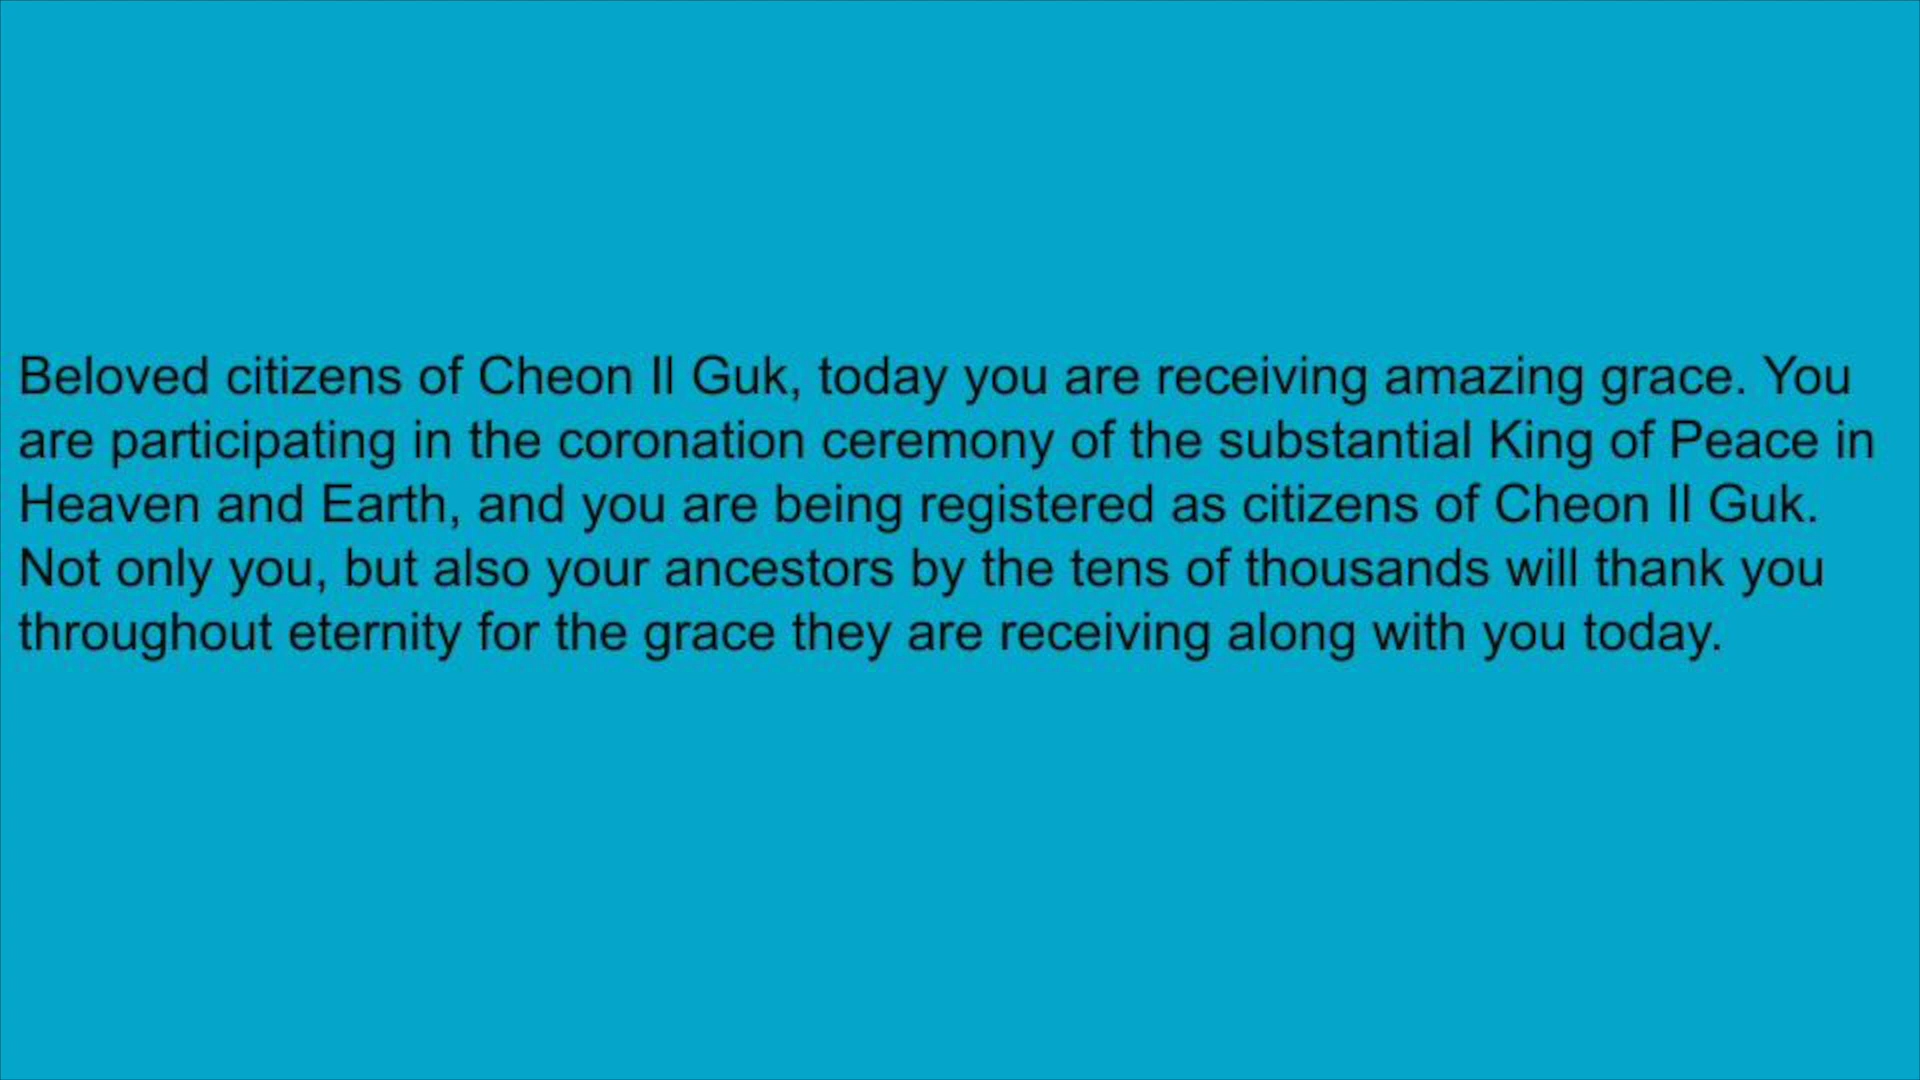 Beloved citizens of Cheon Il Guk, today you are receiving amazing grace. You
are participating in the coronation ceremony of the substantial King of Peace in
Heaven and Earth, and you are being registered as citizens of Cheon Il Guk.
Not only you, but also your ancestors by the tens of thousands will thank you
throughout eternity for the grace they are receiving along with you today.